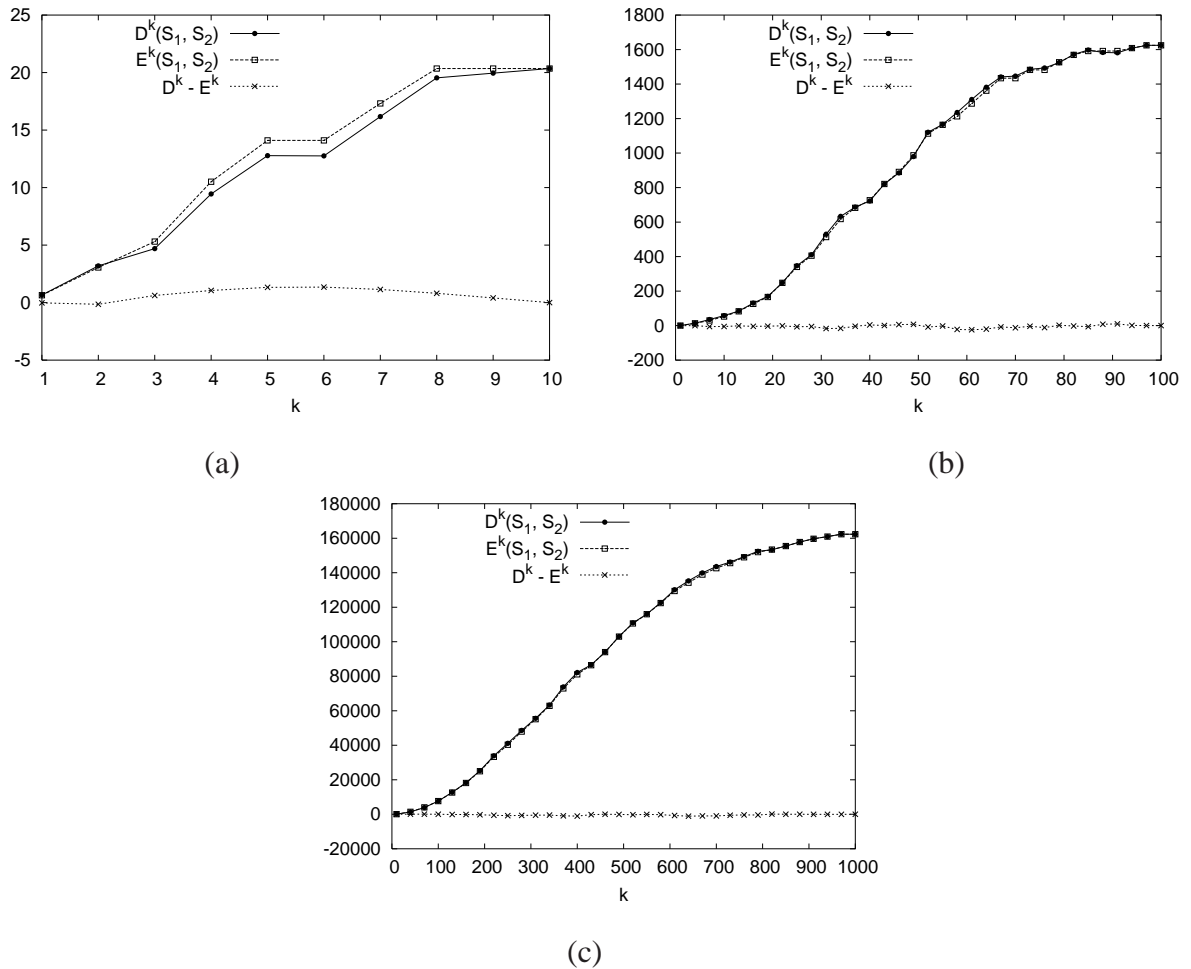 25
20
15
10
5
0
-5
D^k(S_1, S_2)
E^k(S_1, S_2)
D^k - E^k
1 2 3 4 5 6 7 8 9 10
k
(a)
1800
1600
1400
1200
1000
800
600
400
200
0
-200
D^k(S_1, S_2)
E^k(S_1, S_2)
D^k - E^k
0 10 20 30 40 50 60 70 80 90 100
k
(b)
180000
160000
140000
120000
100000
80000
60000
40000
20000
0
-20000
D^k(S_1, S_2)
E^k(S_1, S_2)
D^k - E^k
0 100 200 300 400 500 600 700 800 900 1000
k
(c)